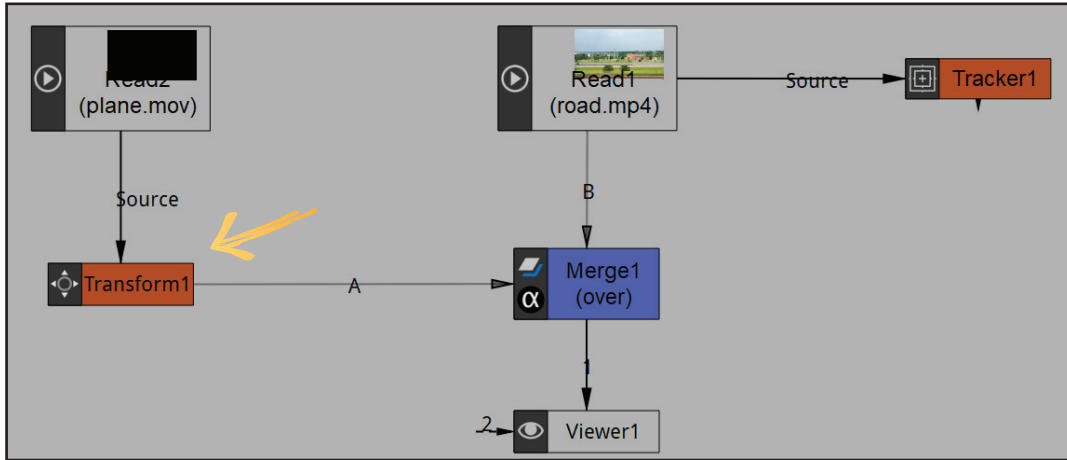 Read2
(plane.mov)
Read1
(road.mp4)
Source
Tracker1
Source
B
Transform1
A
Merge1
(over)
α
1
2
Viewer1